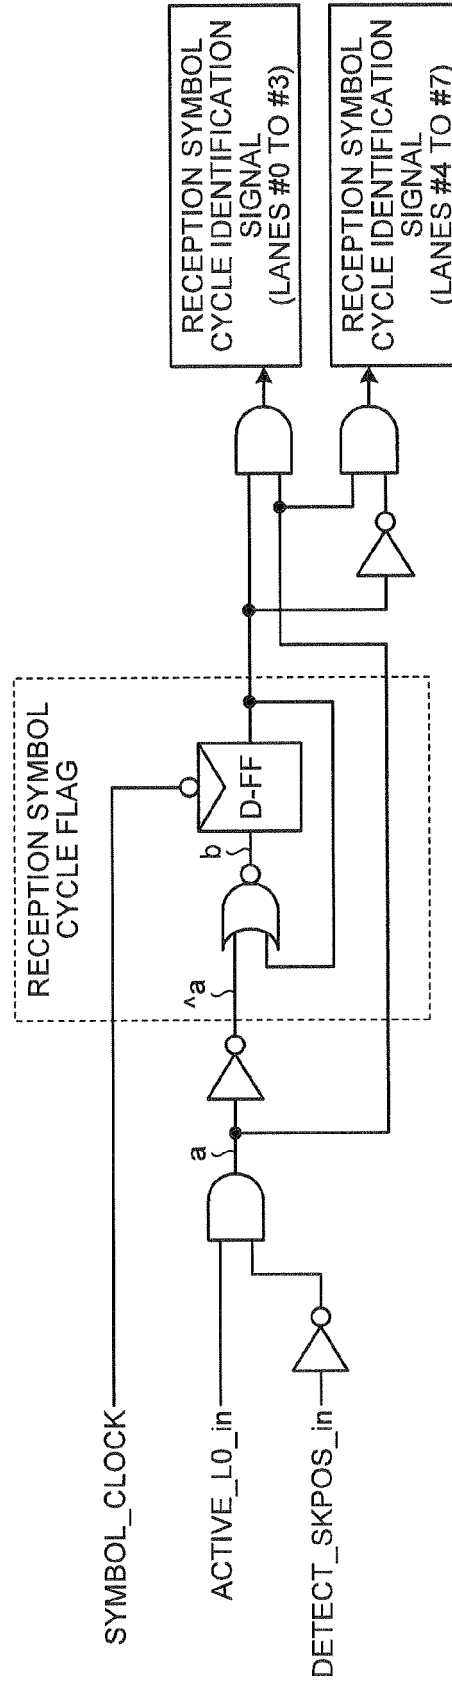 SYMBOL_CLOCK
ACTIVE_L0_in
DETECT_SKPOS_in
a
^a
b
RECEPTION SYMBOL
CYCLE FLAG
D-FF
RECEPTION SYMBOL
CYCLE IDENTIFICATION
SIGNAL
(LANES #0 TO #3)
RECEPTION SYMBOL
CYCLE IDENTIFICATION
SIGNAL
(LANES #4 TO #7)